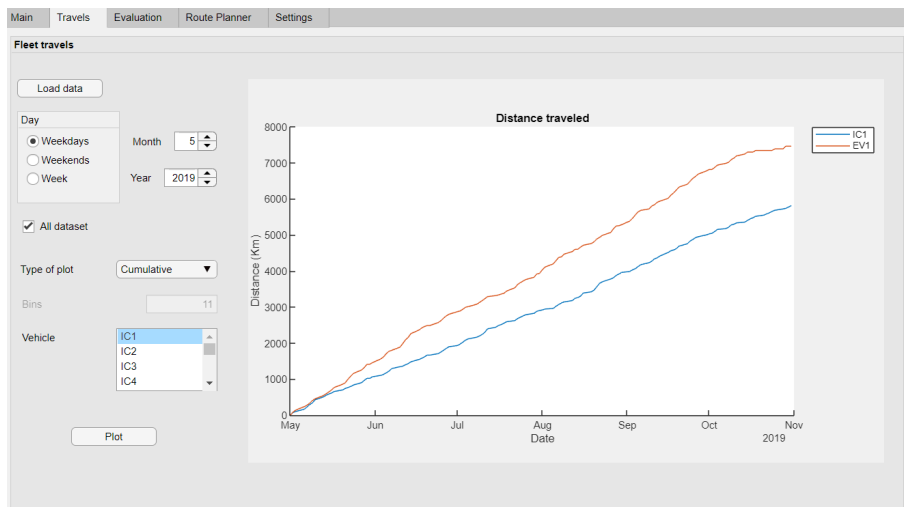 Main Travels Evaluation Route Planner Settings
Fleet travels
Load data
Day
Weekdays
Weekends
Week
Month 5
Year 2019
All dataset
Type of plot Cumulative
Bins 11
Vehicle
IC1
IC2
IC3
IC4
Plot
Distance traveled
8000
7000
6000
5000
4000
3000
2000
1000
0
Distance (Km)
May Jun Jul Aug Sep Oct Nov
Date
2019
IC1
EV1